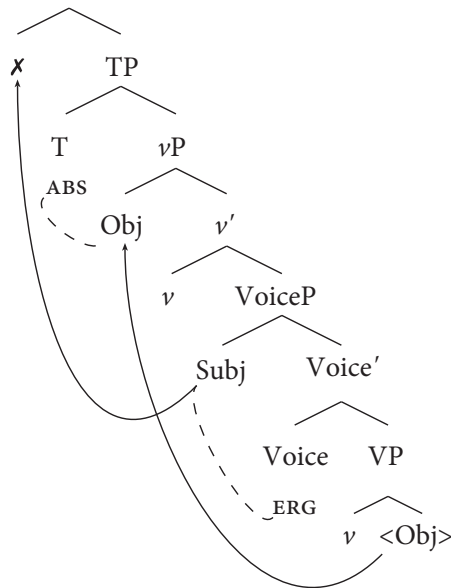 ✗ TP
T vP
ABS
Obj v′
v VoiceP
Subj Voice′
Voice VP
ERG
v <Obj>